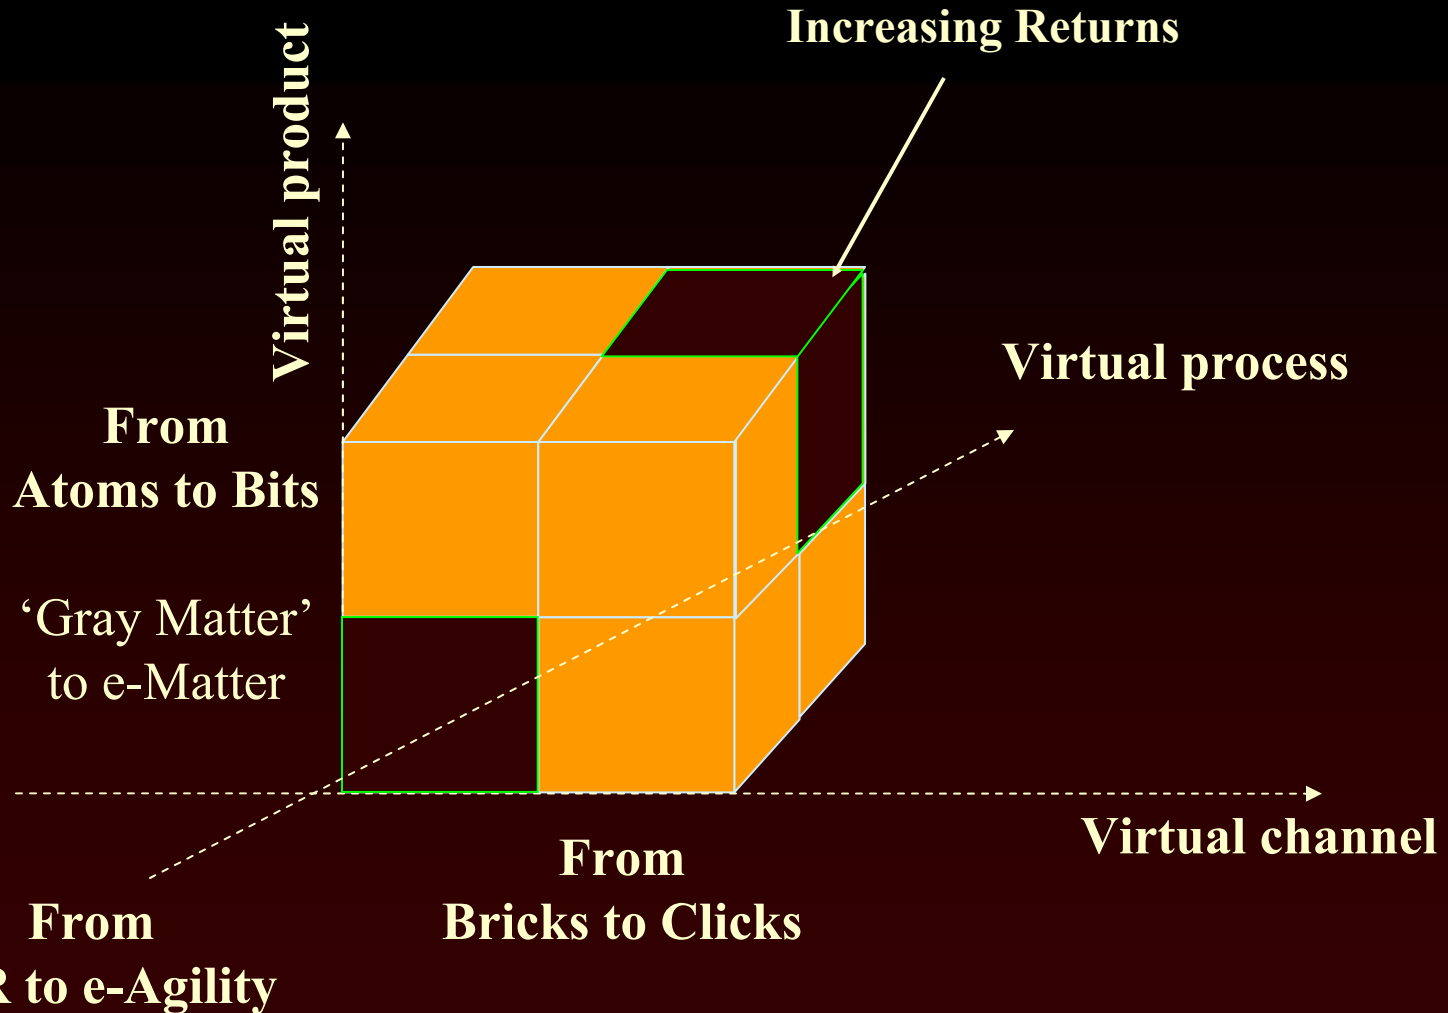 Increasing Returns
Virtual product
Virtual process
From
Atoms to Bits
‘Gray Matter’
to e-Matter
Virtual channel
From
Bricks to Clicks
From
to e-Agility